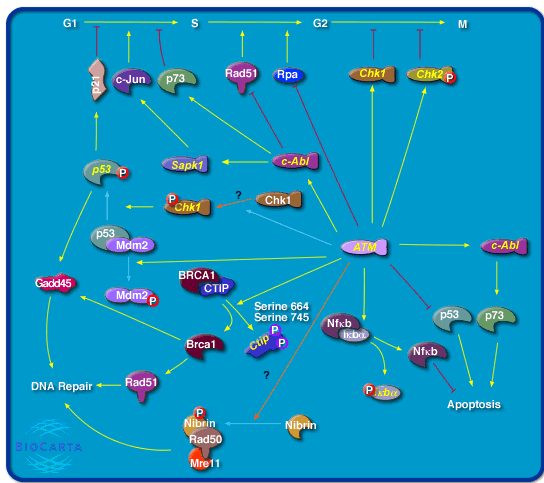 G1 S G2 M
p21 c-Jun p73 Rad51 Rpa Chk1 Chk2 P
Sapk1 c-Abl
p53 P
P Chk1 ? Chk1
p53 Mdm2
ATM c-Abl
BRCA1
CTIP
Gadd45 Mdm2 P
Serine 664
Serine 745
Ctip P P
Nfκb Iκbα p53 p73
Brca1 Nfκb
DNA Repair Rad51 ? P Iκbα Apoptosis
P
Nibrin Nibrin
Rad50
Mre11
BIOCARTA